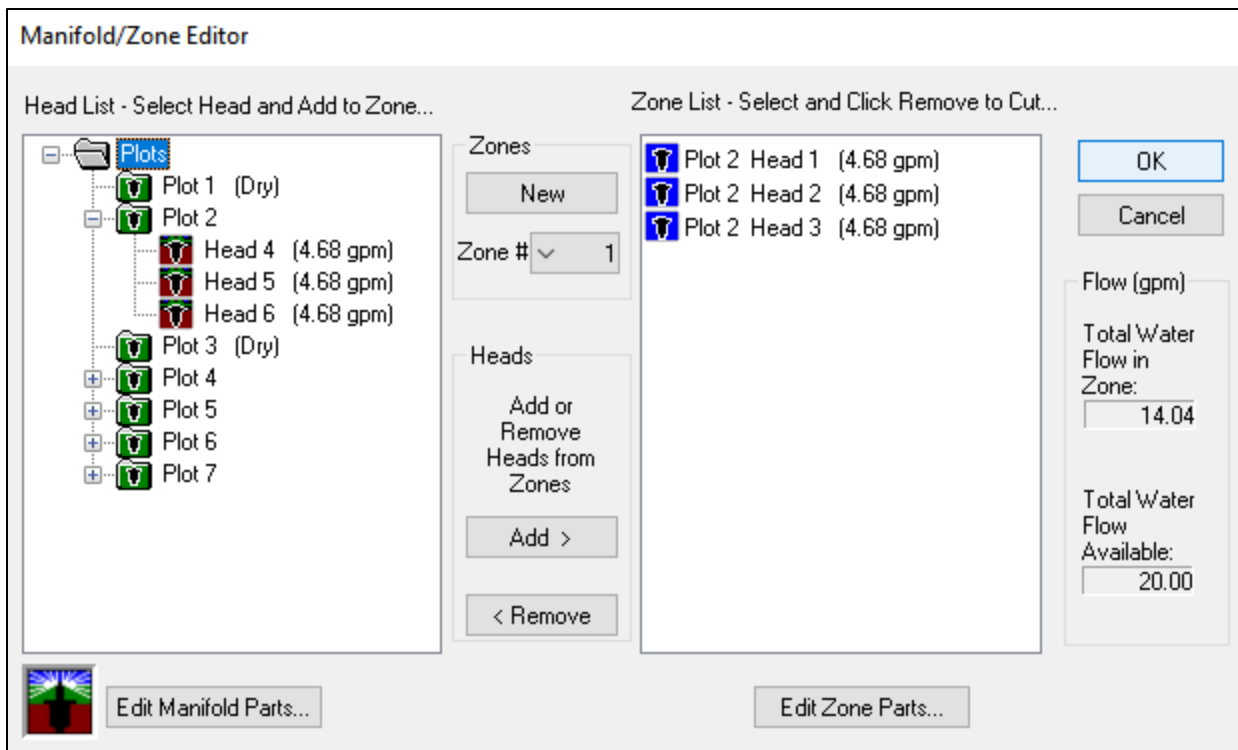 Manifold/Zone Editor
Head List - Select Head and Add to Zone...
Plots
Plot 1 (Dry)
Plot 2
Head 4 (4.68 gpm)
Head 5 (4.68 gpm)
Head 6 (4.68 gpm)
Plot 3 (Dry)
Plot 4
Plot 5
Plot 6
Plot 7
Zones
New
Zone # 1
Heads
Add or
Remove
Heads from
Zones
Add >
< Remove
Zone List - Select and Click Remove to Cut...
Plot 2 Head 1 (4.68 gpm)
Plot 2 Head 2 (4.68 gpm)
Plot 2 Head 3 (4.68 gpm)
OK
Cancel
Flow (gpm)
Total Water
Flow in
Zone:
14.04
Total Water
Flow
Available:
20.00
Edit Manifold Parts...
Edit Zone Parts...